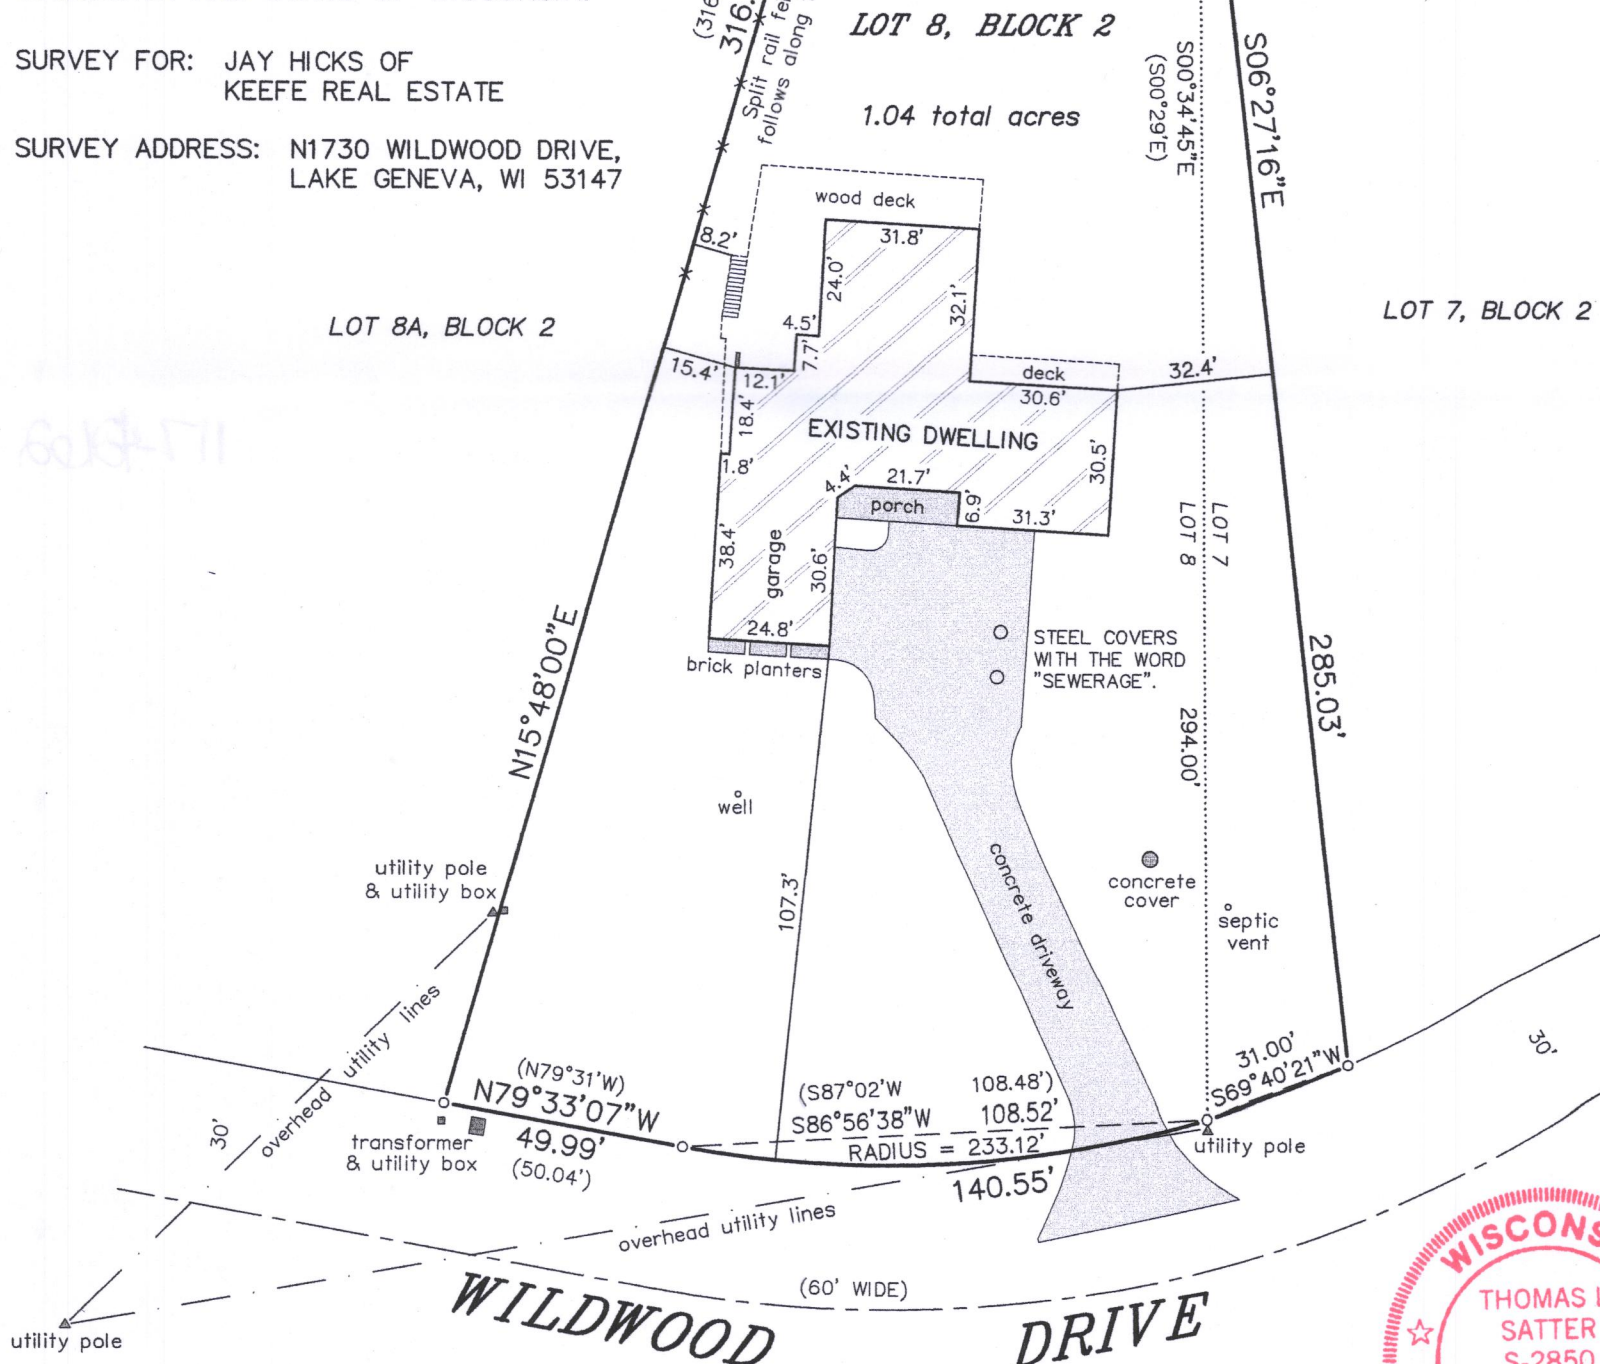 SURVEY FOR: JAY HICKS OF
KEEFE REAL ESTATE
SURVEY ADDRESS: N1730 WILDWOOD DRIVE,
LAKE GENEVA, WI 53147
(316
316.
Split rail fe
follows along
LOT 8, BLOCK 2
1.04 total acres
S00°34'45"E
(S00°29'E)
S06°27'16"E
LOT 8A, BLOCK 2
LOT 7, BLOCK 2
wood deck
31.8'
8.2'
24.0'
32.1'
4.5'
7.7'
15.4'
12.1'
deck
32.4'
30.6'
18.4'
EXISTING DWELLING
30.5'
1.8'
4.4'
21.7'
porch
6.9'
31.3'
LOT 7
LOT 8
38.4'
garage
30.6'
24.8'
brick planters
STEEL COVERS
WITH THE WORD
"SEWERAGE".
N15°48'00"E
285.03'
294.00'
well
107.3'
concrete driveway
concrete
cover
septic
vent
utility pole
& utility box
overhead utility lines
30'
30'
(N79°31'W)
N79°33'07"W
49.99'
(50.04')
transformer
& utility box
(S87°02'W 108.48')
S86°56'38"W 108.52'
RADIUS = 233.12'
140.55'
31.00'
S69°40'21"W
utility pole
overhead utility lines
(60' WIDE)
WILDWOOD DRIVE
utility pole
WISCONS
THOMAS L
SATTER
S-2850